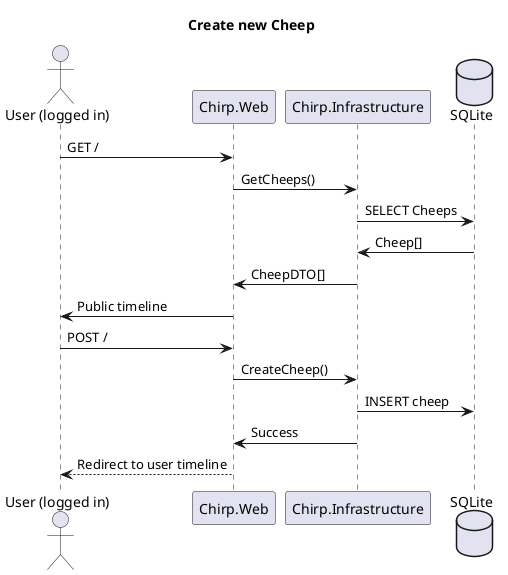 Create new Cheep
User (logged in)
Chirp.Web
Chirp.Infrastructure
SQLite
GET /
GetCheeps()
SELECT Cheeps
Cheep[]
CheepDTO[]
Public timeline
POST /
CreateCheep()
INSERT cheep
Success
Redirect to user timeline
User (logged in)
Chirp.Web
Chirp.Infrastructure
SQLite